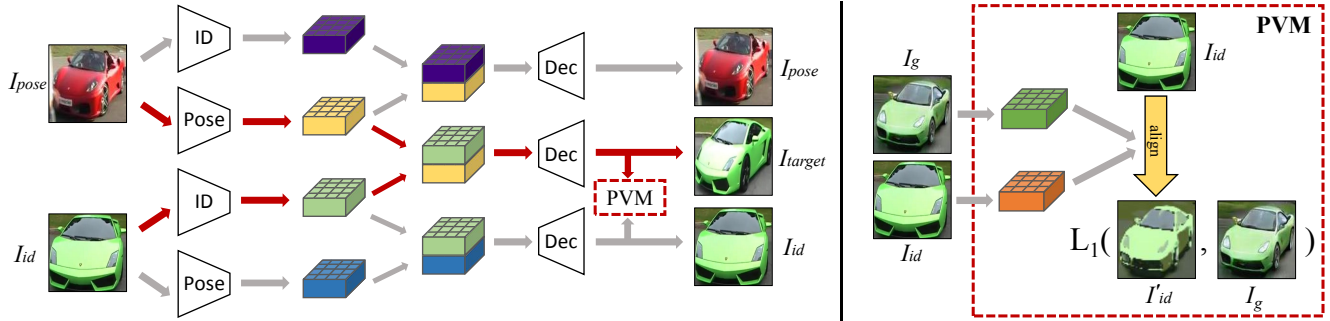 ID
Dec
I_pose
I_pose
Pose
Dec
I_target
PVM
ID
I_id
Dec
I_id
Pose
PVM
I_g
I_id
align
I_id
L_1( , )
I'_id
I_g